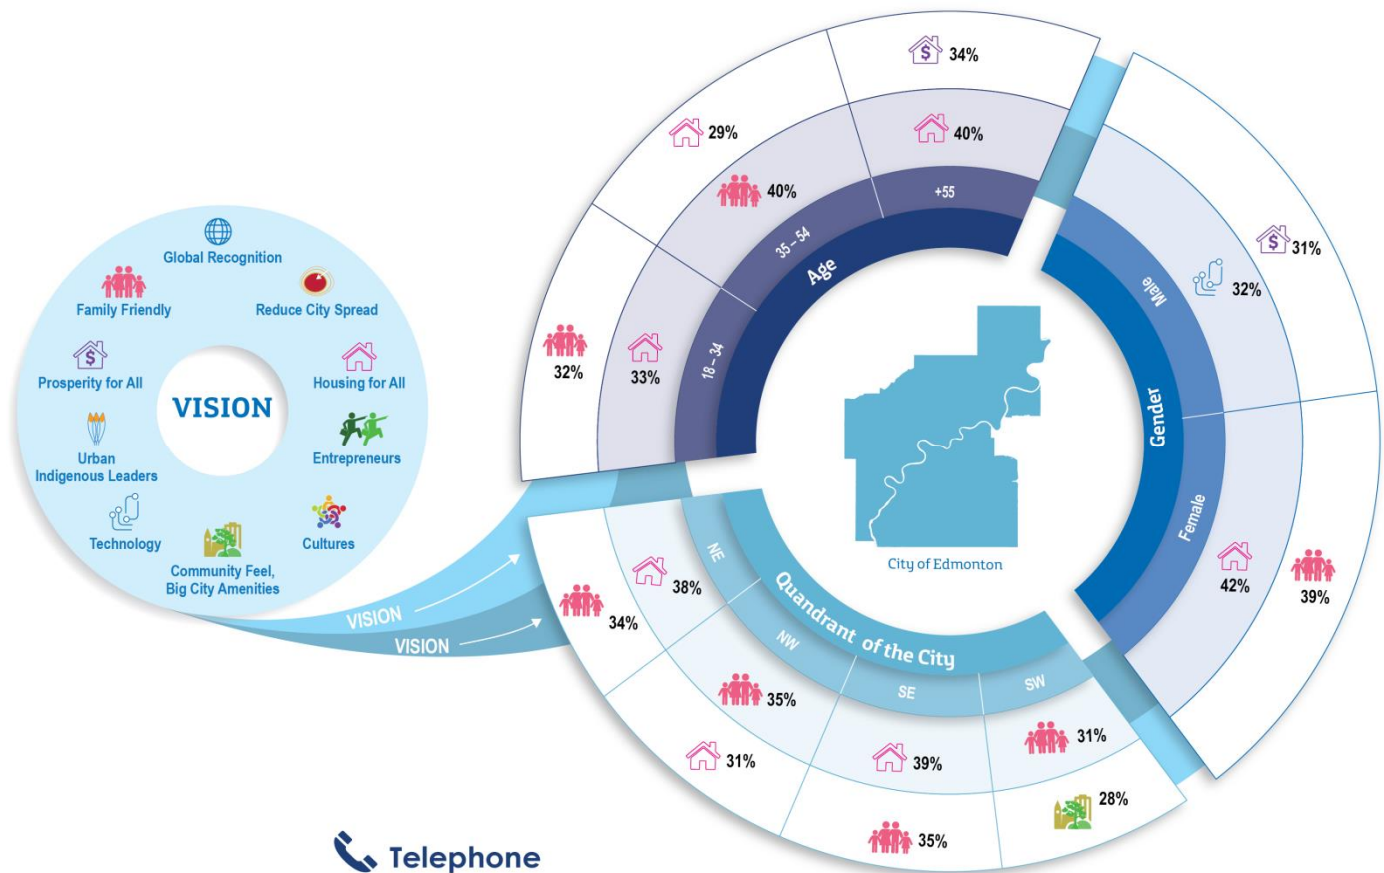 Global Recognition
Family Friendly
Reduce City Spread
Prosperity for All
Housing for All
VISION
Urban
Indigenous Leaders
Entrepreneurs
Technology
Cultures
Community Feel,
Big City Amenities
VISION
VISION
$ 34%
29%
40%
40%
+55
35 – 54
18 – 34
Age
32%
33%
$ 31%
32%
Male
Gender
Female
42%
39%
City of Edmonton
Quandrant of the City
NE
NW
SE
SW
38%
34%
35%
31%
39%
35%
31%
28%
Telephone